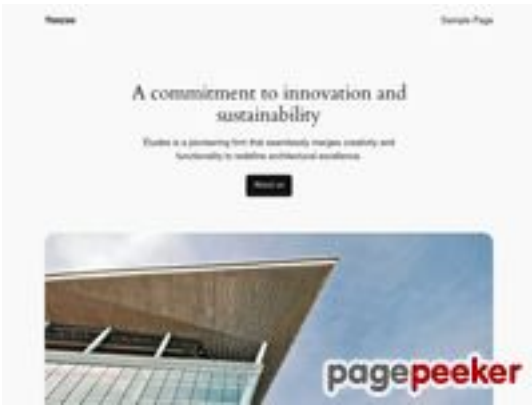 Sample Page
A commitment to innovation and
sustainability
Études is a pioneering firm that seamlessly merges creativity and
functionality to redefine architectural excellence.
About us
pagepeeker